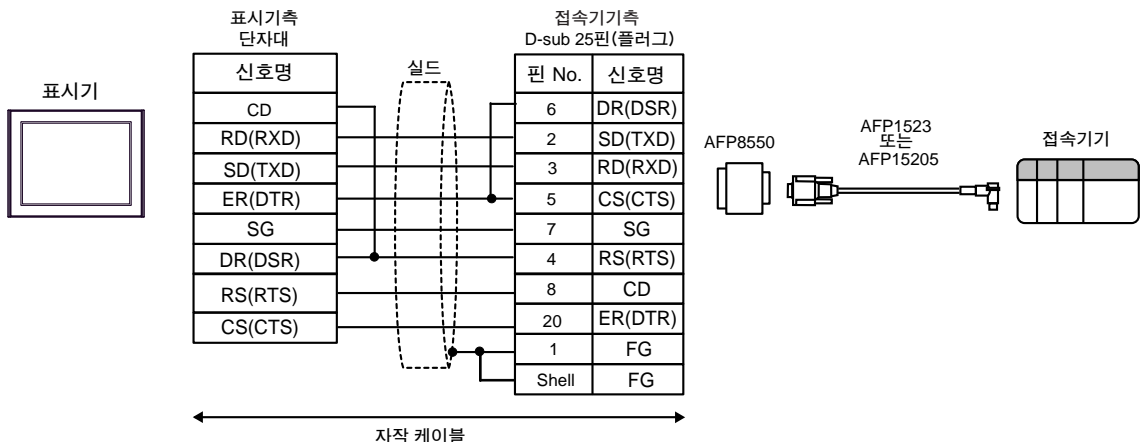 표시기
표시기측
단자대
신호명
CD
RD(RXD)
SD(TXD)
ER(DTR)
SG
DR(DSR)
RS(RTS)
CS(CTS)
실드
접속기기측
D-sub 25핀(플러그)
핀 No. 신호명
6 DR(DSR)
2 SD(TXD)
3 RD(RXD)
5 CS(CTS)
7 SG
4 RS(RTS)
8 CD
20 ER(DTR)
1 FG
Shell FG
자작 케이블
AFP8550
AFP1523
또는
AFP15205
접속기기